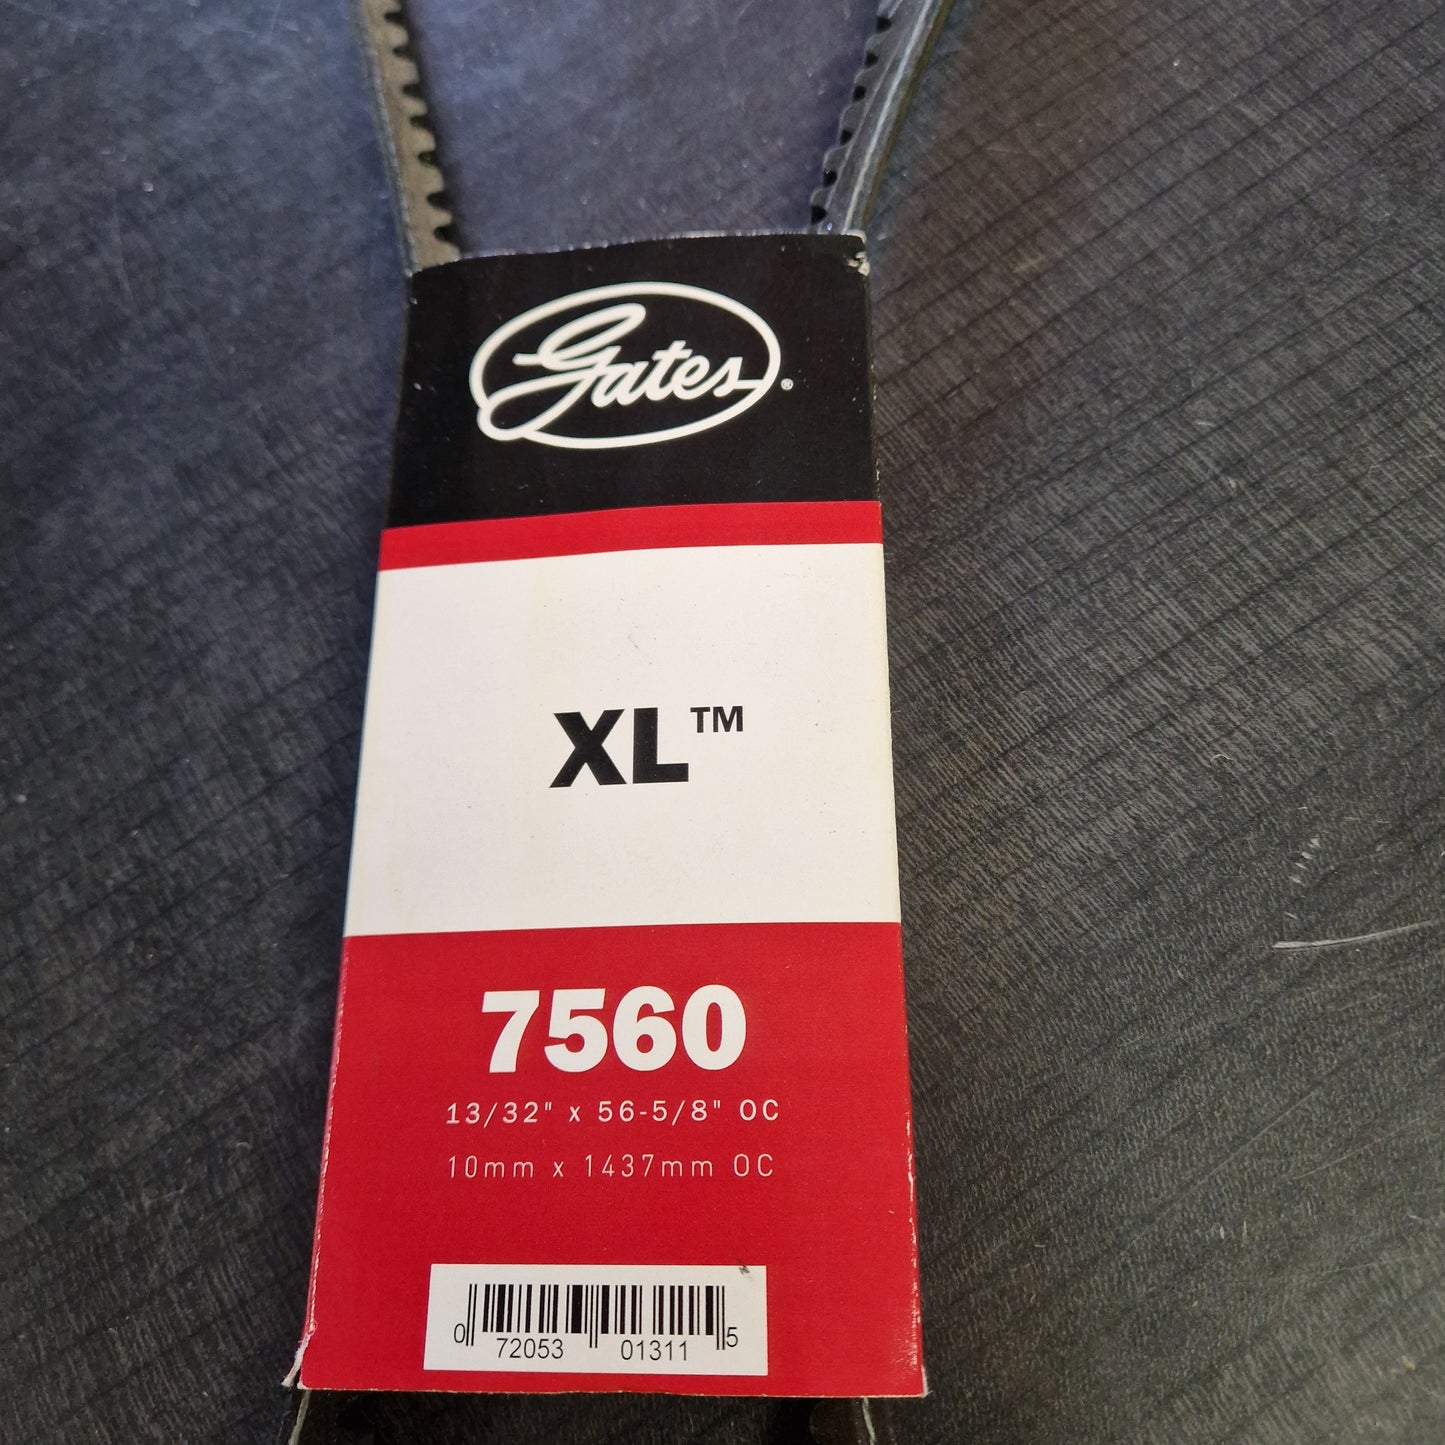 Gates®
XL™
7560
13/32" x 56-5/8" OC
10mm x 1437mm OC
0 72053 01311 5